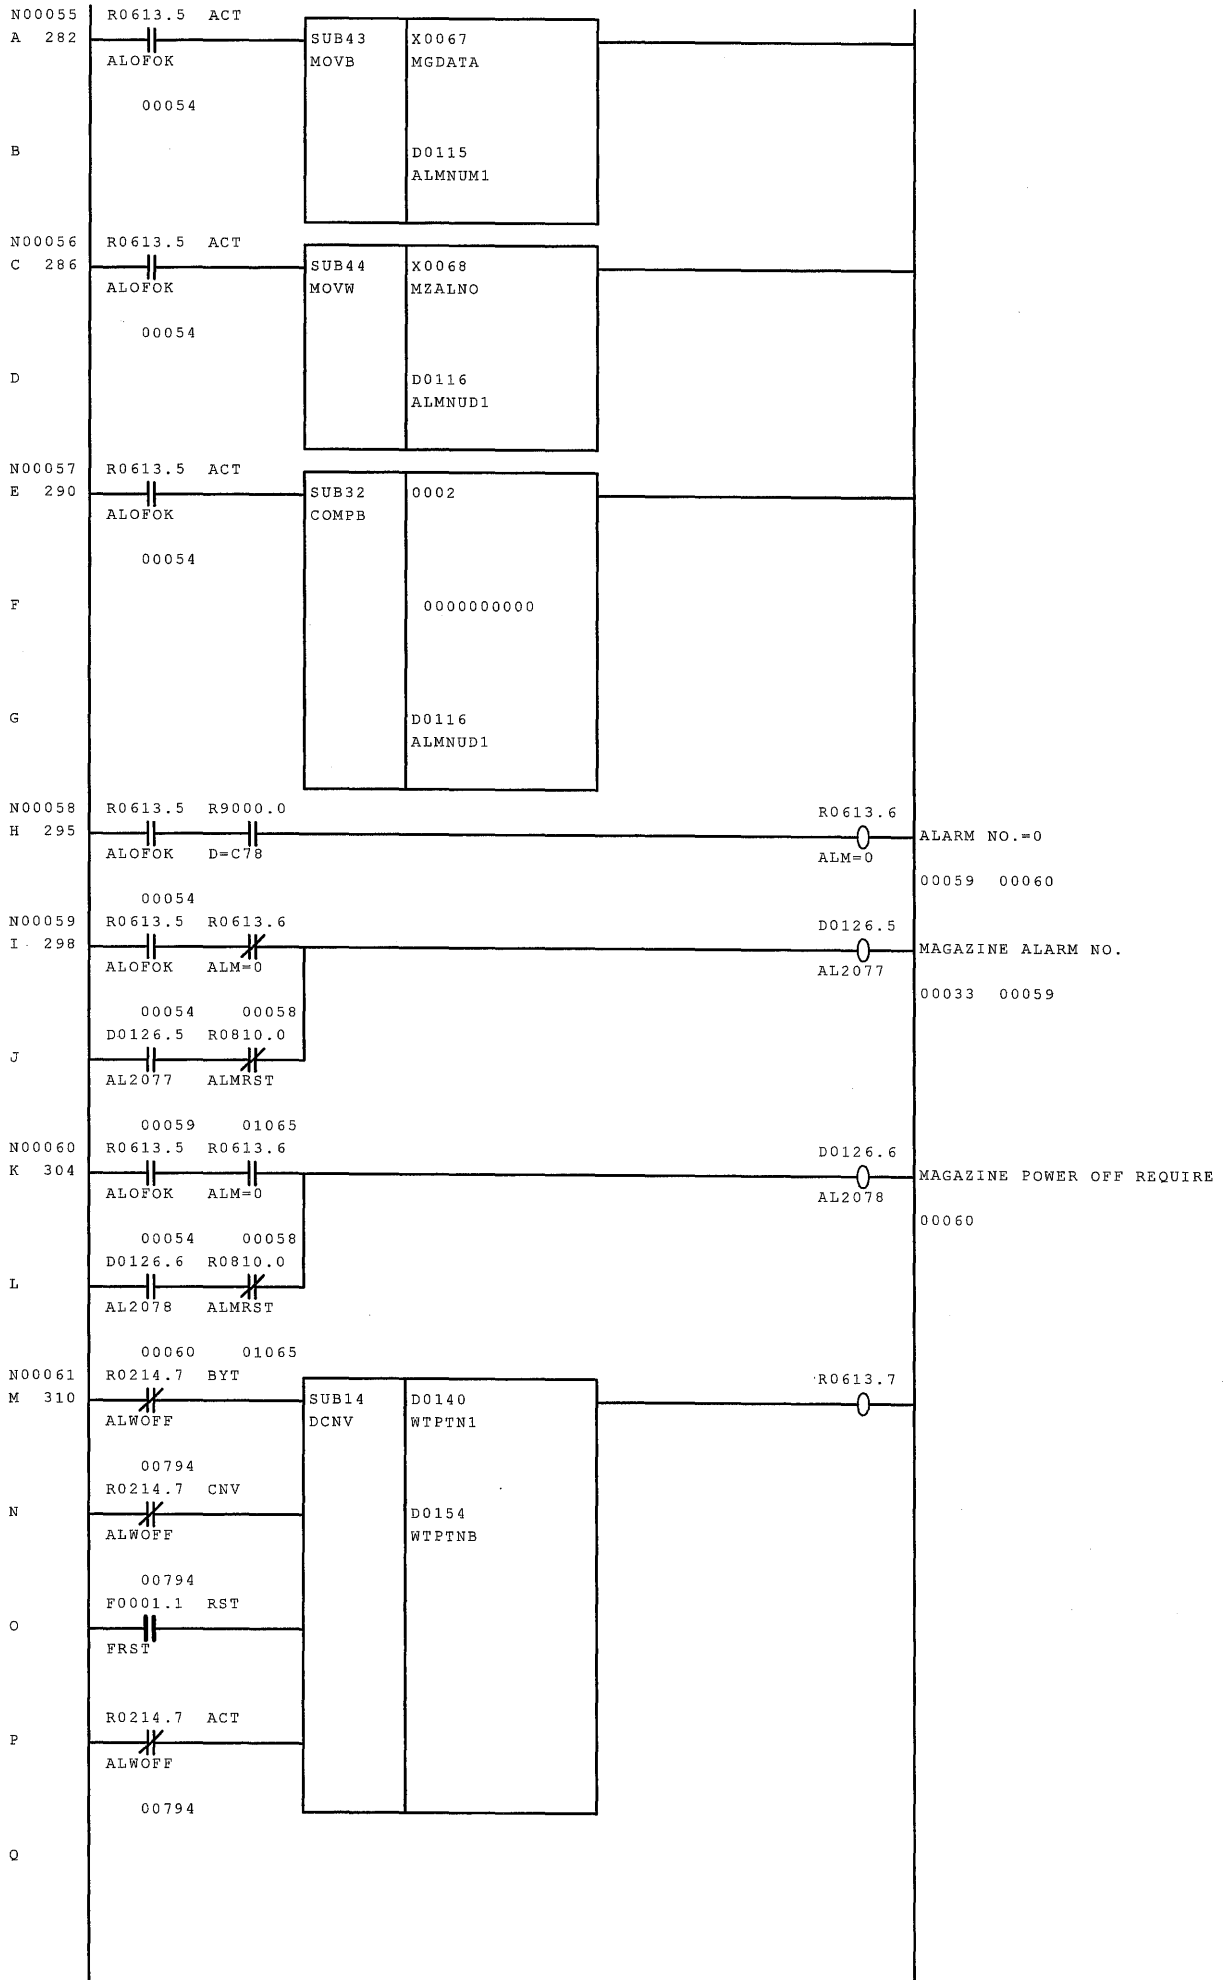 N00055 R0613.5 ACT
A 282 SUB43 X0067
ALOFOK MOVB MGDATA
00054
B D0115
ALMNUM1
N00056 R0613.5 ACT
C 286 SUB44 X0068
ALOFOK MOVW MZALNO
00054
D D0116
ALMNUD1
N00057 R0613.5 ACT
E 290 SUB32 0002
ALOFOK COMPB
00054
F 0000000000
G D0116
ALMNUD1
N00058 R0613.5 R9000.0 R0613.6
H 295 ALARM NO.=0
ALOFOK D=C78 ALM=0
00054 00059 00060
N00059 R0613.5 R0613.6 D0126.5
I 298 MAGAZINE ALARM NO.
ALOFOK ALM=0 AL2077
00054 00058 00033 00059
D0126.5 R0810.0
J
AL2077 ALMRST
00059 01065
N00060 R0613.5 R0613.6 D0126.6
K 304 MAGAZINE POWER OFF REQUIRE
ALOFOK ALM=0 AL2078
00054 00058 00060
D0126.6 R0810.0
L
AL2078 ALMRST
00060 01065
N00061 R0214.7 BYT R0613.7
M 310 SUB14 D0140
ALWOFF DCNV WTPTN1
00794
R0214.7 CNV
N D0154
ALWOFF WTPTNB
00794
F0001.1 RST
O
FRST
R0214.7 ACT
P
ALWOFF
00794
Q